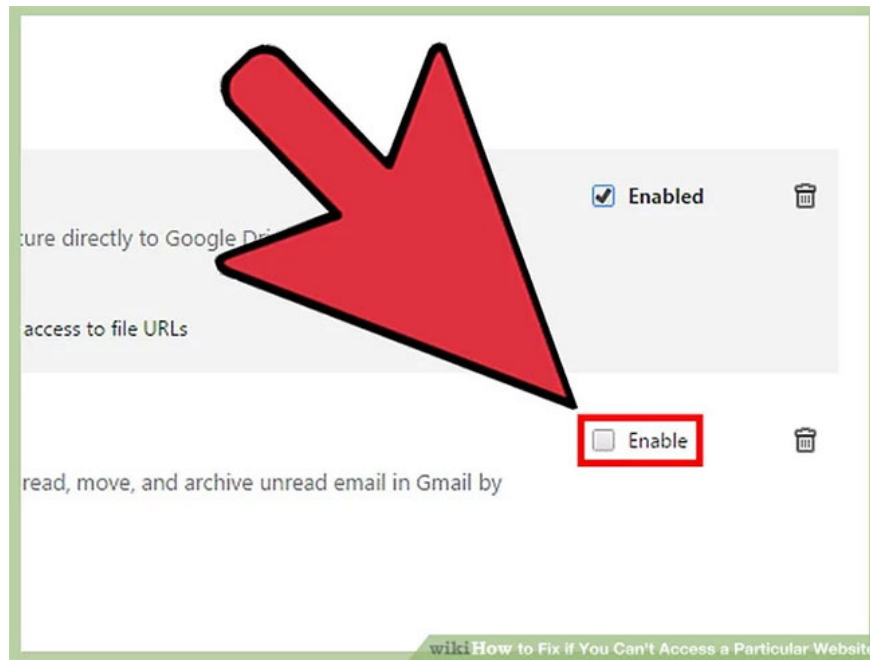 Enabled
ture directly to Google
access to file URLs
Enable
read, move, and archive unread email in Gmail by
wikiHow to Fix if You Can't Access a Particular Website